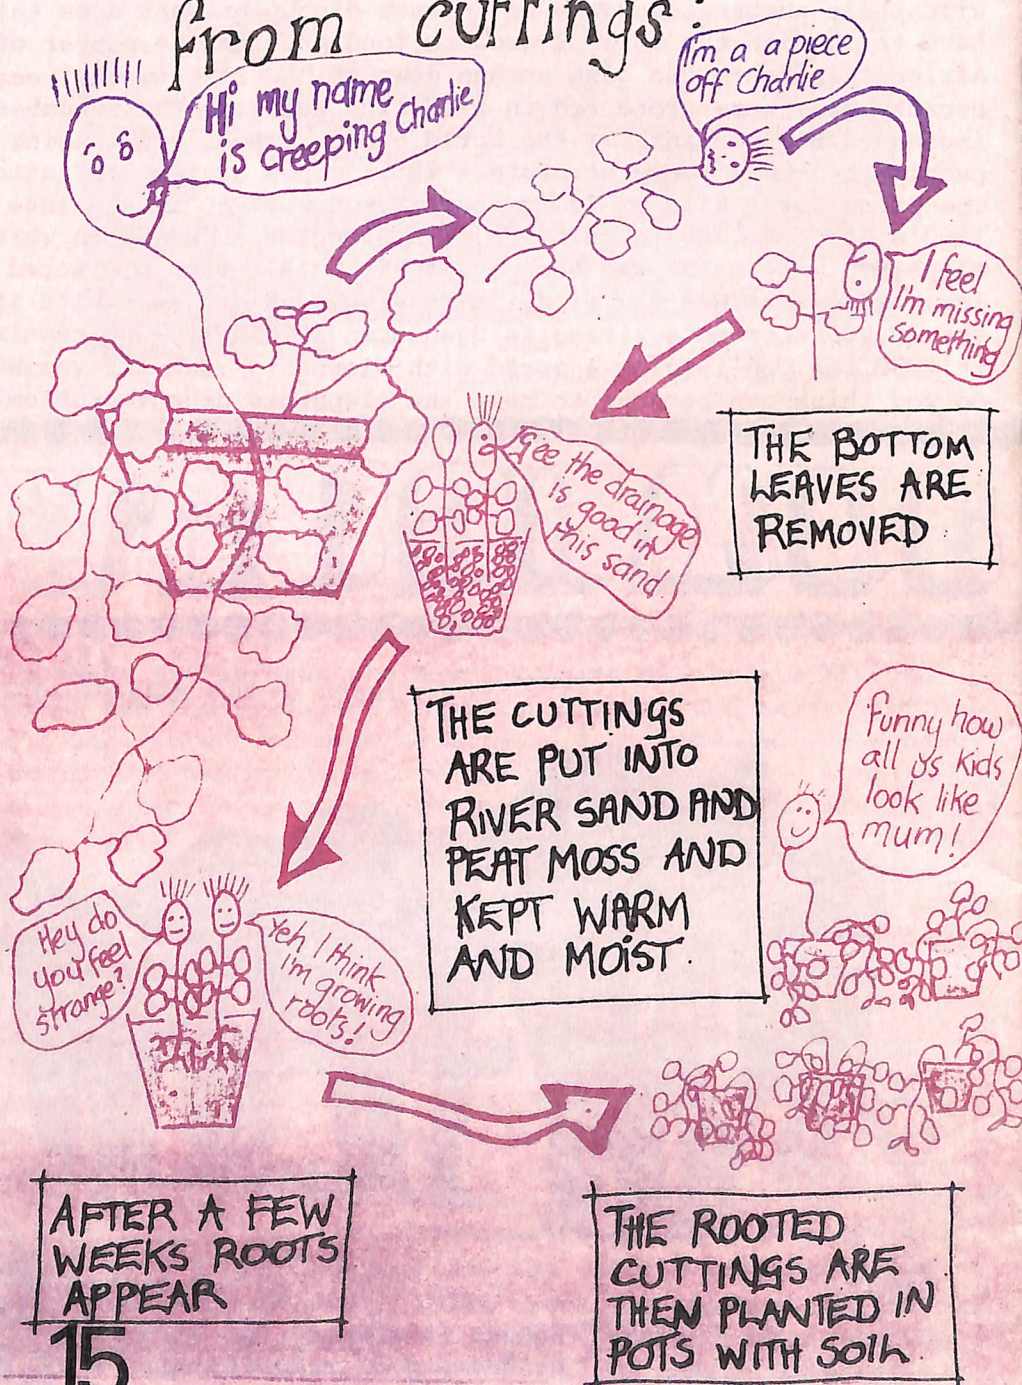 from cuttings:
Hi my name
is creeping Charlie
I'm a a piece
off Charlie
I feel
I'm missing
something
THE BOTTOM
LEAVES ARE
REMOVED
Gee the drainage
is good in
this sand
THE CUTTINGS
ARE PUT INTO
RIVER SAND AND
PEAT MOSS AND
KEPT WARM
AND MOIST.
Hey do
you feel
strange?
Yeh I think
I'm growing
roots!
Funny how
all us kids
look like
mum!
AFTER A FEW
WEEKS ROOTS
APPEAR
THE ROOTED
CUTTINGS ARE
THEN PLANTED IN
POTS WITH SOIL
15